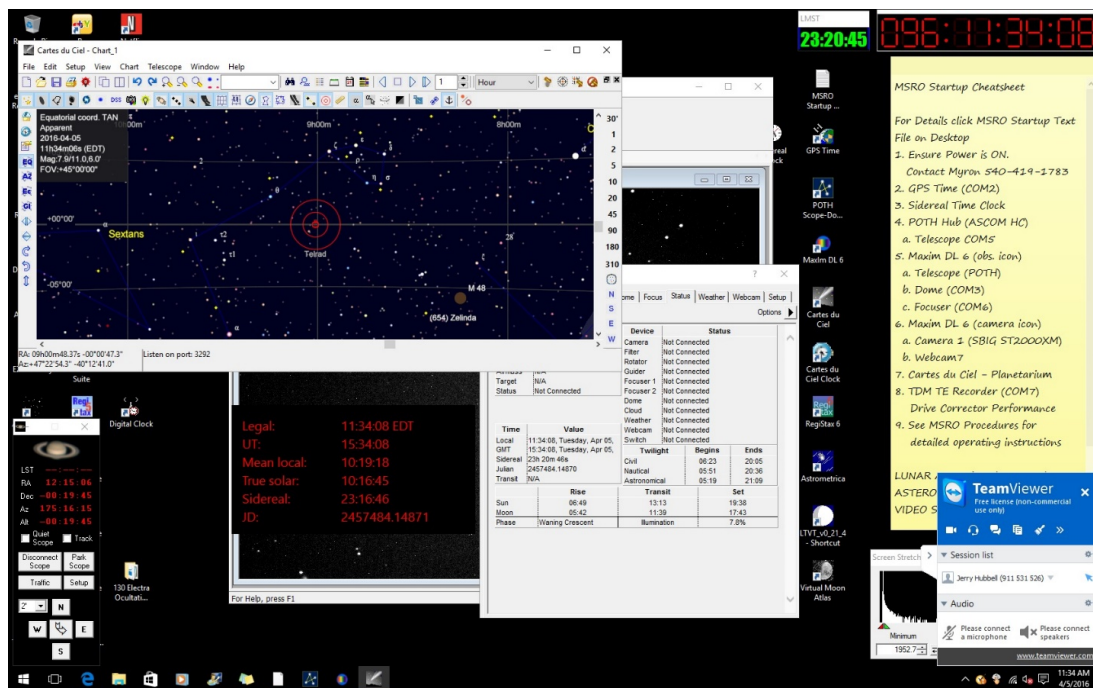 Cartes du Ciel - Chart_1
File Edit Setup View Chart Telescope Window Help
DSS
1
Hour
Equatorial coord. TAN
Apparent
2016-04-05
11h34m06s (EDT)
Mag:7.9/11.0,6.0'
FOV:+45°00'00"
9h00m
8h00m
+00°00'
-05°00'
Sextans
Telrad
M 48
(654) Zelinda
28
EQ
AZ
30'
1
2
5
10
20
45
90
180
310
N
S
E
W
RA: 09h00m48.37s -00°00'47.3"
Az:+47°22'54.3" -40°12'41.0"
Listen on port: 3292
Suite
Digital Clock
LST --:--:--
RA 12:15:06
Dec -00:19:45
Az 175:16:15
Alt -00:19:45
Quiet Scope
Track
Disconnect Scope
Park Scope
Traffic
Setup
2'
N
W
E
S
130 Electra
Ocultati...
Legal: 11:34:08 EDT
UT: 15:34:08
Mean local: 10:19:18
True solar: 10:16:45
Sidereal: 23:16:46
JD: 2457484.14871
For Help, press F1
ome Focus Status Weather Webcam Setup
Options
Target N/A
Status Not Connected
Device Status
Camera Not Connected
Filter Not Connected
Rotator Not Connected
Guider Not Connected
Focuser 1 Not Connected
Focuser 2 Not Connected
Dome Not Connected
Cloud Not Connected
Weather Not Connected
Webcam Not Connected
Switch Not Connected
Time Value
Local 11:34:08, Tuesday, Apr 05,
GMT 15:34:08, Tuesday, Apr 05,
Sidereal 23h 20m 46s
Julian 2457484.14870
Transit N/A
Twilight Begins Ends
Civil 06:23 20:05
Nautical 05:51 20:36
Astronomical 05:19 21:09
Rise Transit Set
Sun 06:49 13:13 19:38
Moon 05:42 11:39 17:43
Phase Waning Crescent Illumination 7.8%
LMST
23:20:45
096:11:34:08
MSRO
Startup ...
GPS Time
POTH
Scope-Do...
MaxIm DL 6
Cartes du
Ciel
Cartes du
Ciel Clock
RegiStax 6
Astrometrica
LTVT_v0_21_4
- Shortcut
Virtual Moon
Atlas
MSRO Startup Cheatsheet
For Details click MSRO Startup Text
File on Desktop
1. Ensure Power is ON.
Contact Myron 540-419-1783
2. GPS Time (COM2)
3. Sidereal Time Clock
4. POTH Hub (ASCOM HC)
a. Telescope COM5
5. Maxim DL 6 (obs. icon)
a. Telescope (POTH)
b. Dome (COM3)
c. Focuser (COM6)
6. Maxim DL 6 (camera icon)
a. Camera 1 (SBIG ST2000XM)
b. Webcam7
7. Cartes du Ciel - Planetarium
8. TDM TE Recorder (COM7)
Drive Corrector Performance
9. See MSRO Procedures for
detailed operating instructions
LUNAR
ASTERO
VIDEO S
Screen Stretch
Minimum
1952.7
TeamViewer
Free license (non-commercial
use only)
Session list
Jerry Hubbell (911 531 526)
Audio
Please connect
a microphone
Please connect
speakers
www.teamviewer.com
11:34 AM
4/5/2016